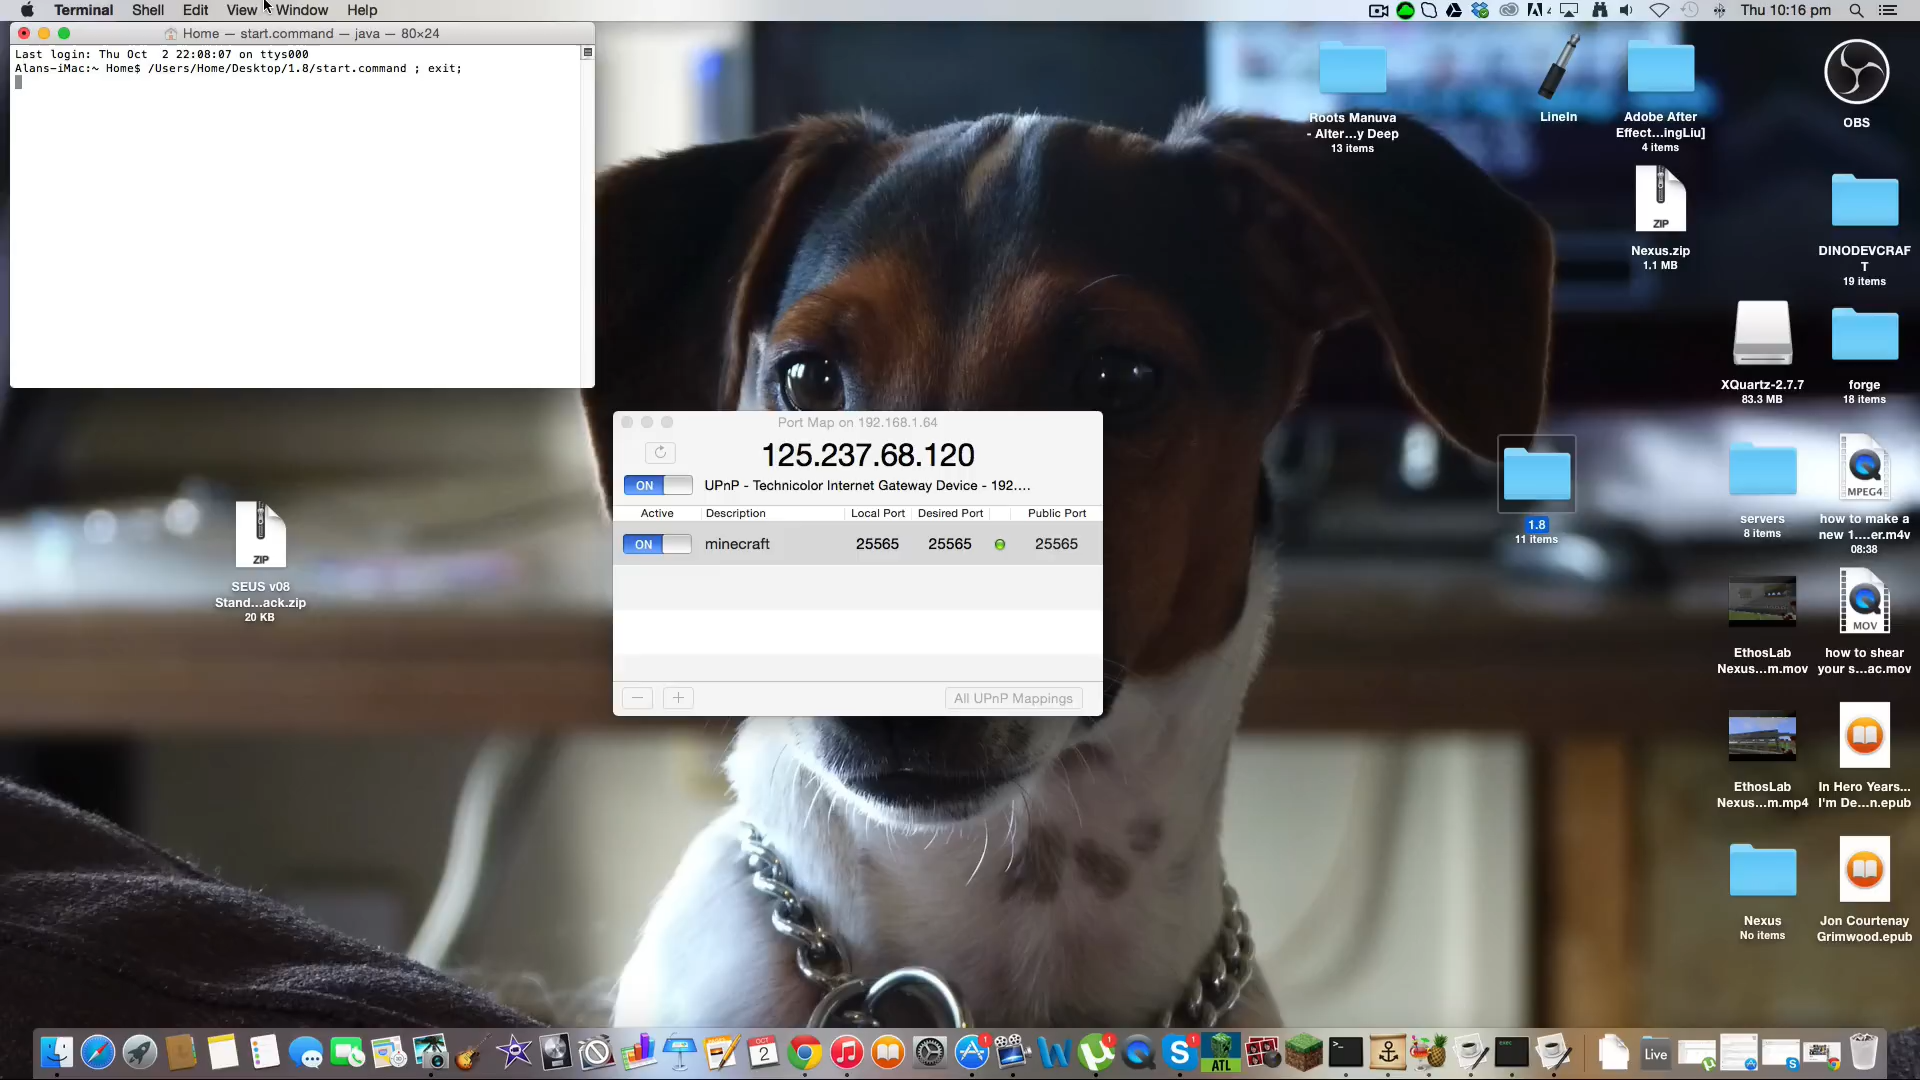 Terminal Shell Edit View Window Help
Thu 10:16 pm
Home — start.command — java — 80×24
Last login: Thu Oct  2 22:08:07 on ttys000
Alans-iMac:~ Home$ /Users/Home/Desktop/1.8/start.command ; exit;
Port Map on 192.168.1.64
125.237.68.120
ON UPnP - Technicolor Internet Gateway Device - 192....
Active Description Local Port Desired Port Public Port
ON minecraft 25565 25565 25565
− + All UPnP Mappings
ZIP
SEUS v08
Stand...ack.zip
20 KB
Roots Manuva
- Alter...y Deep
13 items
LineIn
Adobe After
Effect...ingLiu]
4 items
OBS
ZIP
Nexus.zip
1.1 MB
DINODEVCRAF
T
19 items
XQuartz-2.7.7
83.3 MB
forge
18 items
1.8
11 items
servers
8 items
MPEG4
how to make a
new 1....er.m4v
08:38
EthosLab
Nexus...m.mov
MOV
how to shear
your s...ac.mov
EthosLab
Nexus...m.mp4
In Hero Years...
I'm De...n.epub
Nexus
No items
Jon Courtenay
Grimwood.epub
ATL
Live